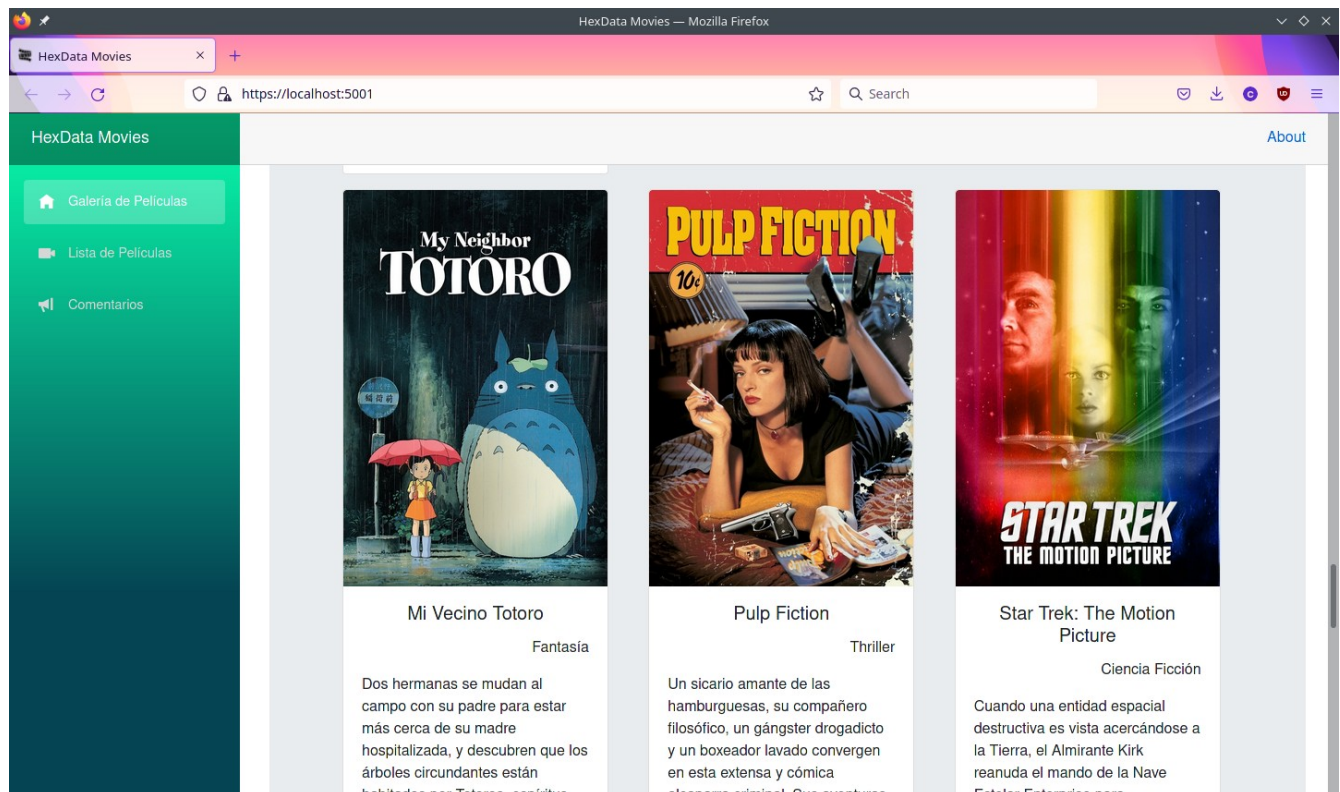 HexData Movies — Mozilla Firefox
HexData Movies
https://localhost:5001
Search
HexData Movies
About
Galería de Películas
Lista de Películas
Comentarios
My Neighbor
TOTORO
PULP FICTION
10¢
STAR TREK
THE MOTION PICTURE
Mi Vecino Totoro
Fantasía
Dos hermanas se mudan al
campo con su padre para estar
más cerca de su madre
hospitalizada, y descubren que los
árboles circundantes están
Pulp Fiction
Thriller
Un sicario amante de las
hamburguesas, su compañero
filosófico, un gángster drogadicto
y un boxeador lavado convergen
en esta extensa y cómica
Star Trek: The Motion
Picture
Ciencia Ficción
Cuando una entidad espacial
destructiva es vista acercándose a
la Tierra, el Almirante Kirk
reanuda el mando de la Nave